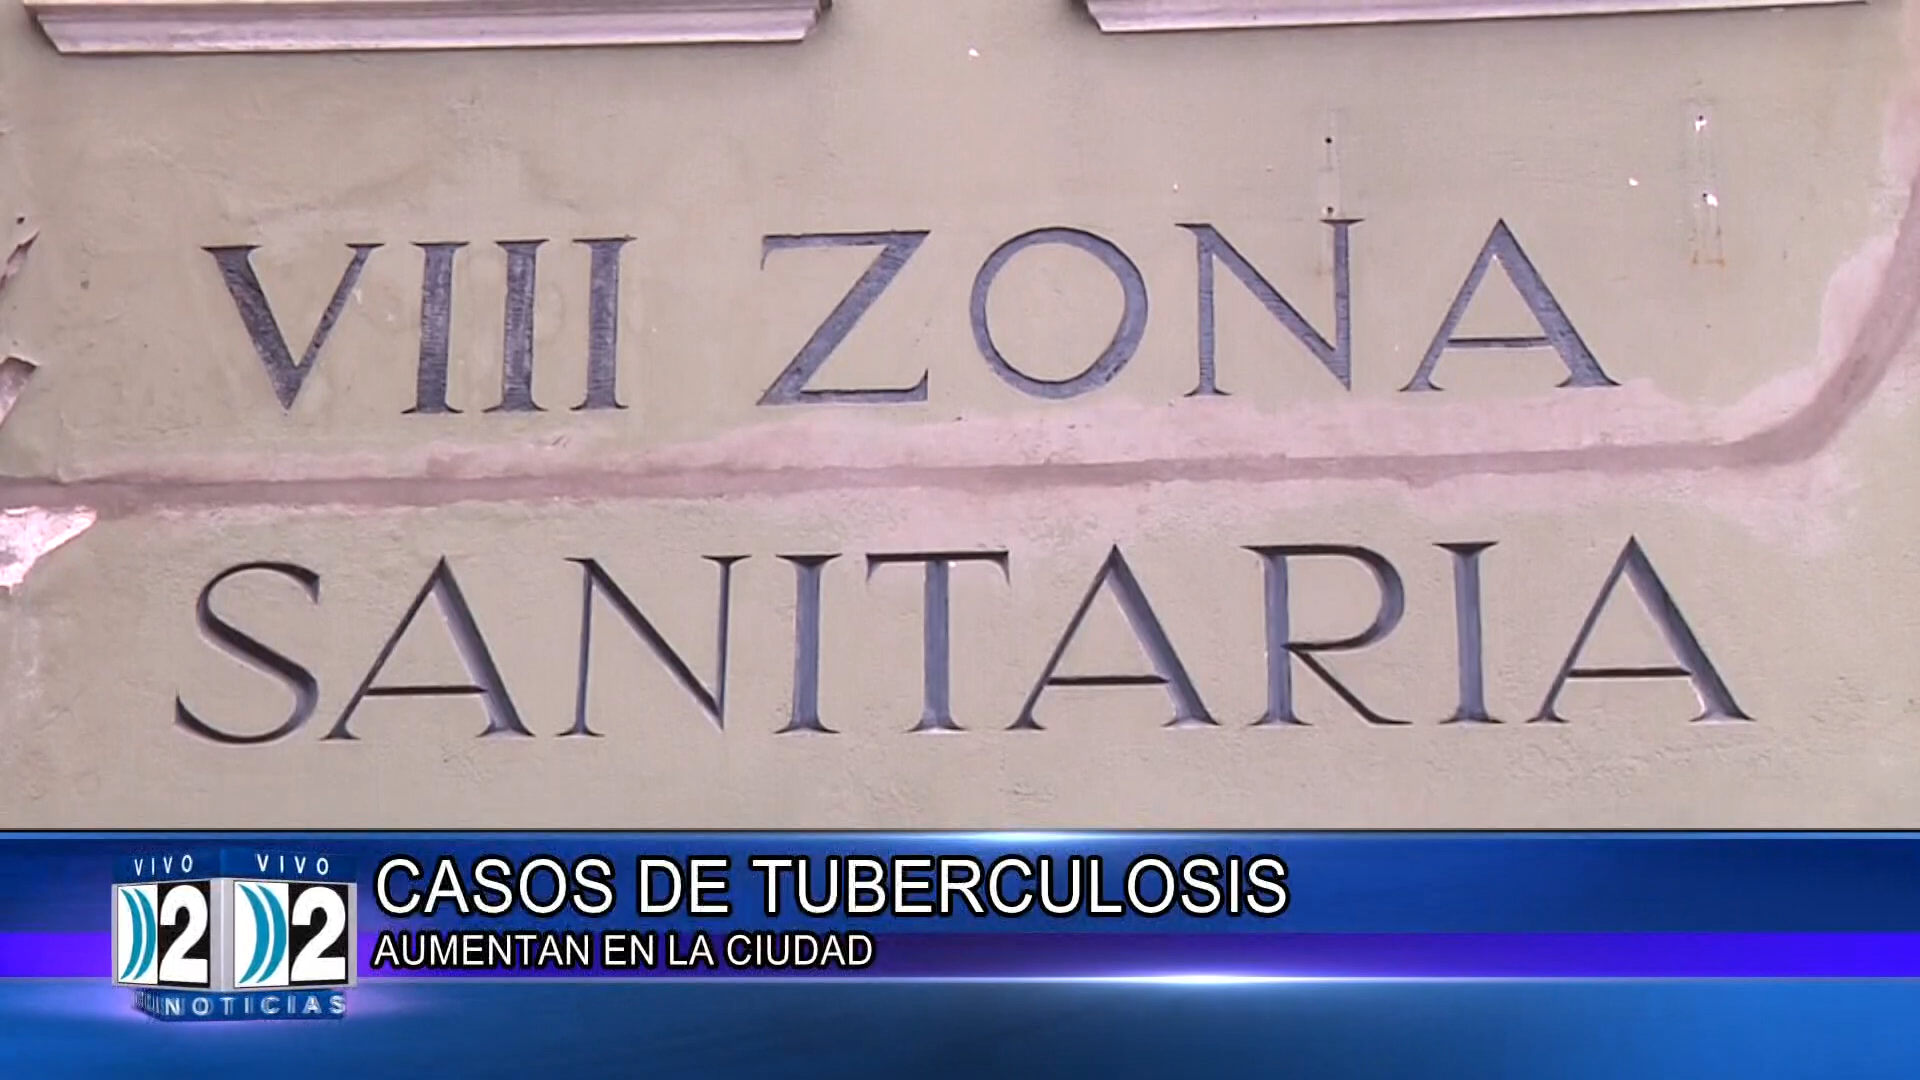 VIII ZONA
SANITARIA
VIVO VIVO
2 2
NOTICIAS
CASOS DE TUBERCULOSIS
AUMENTAN EN LA CIUDAD